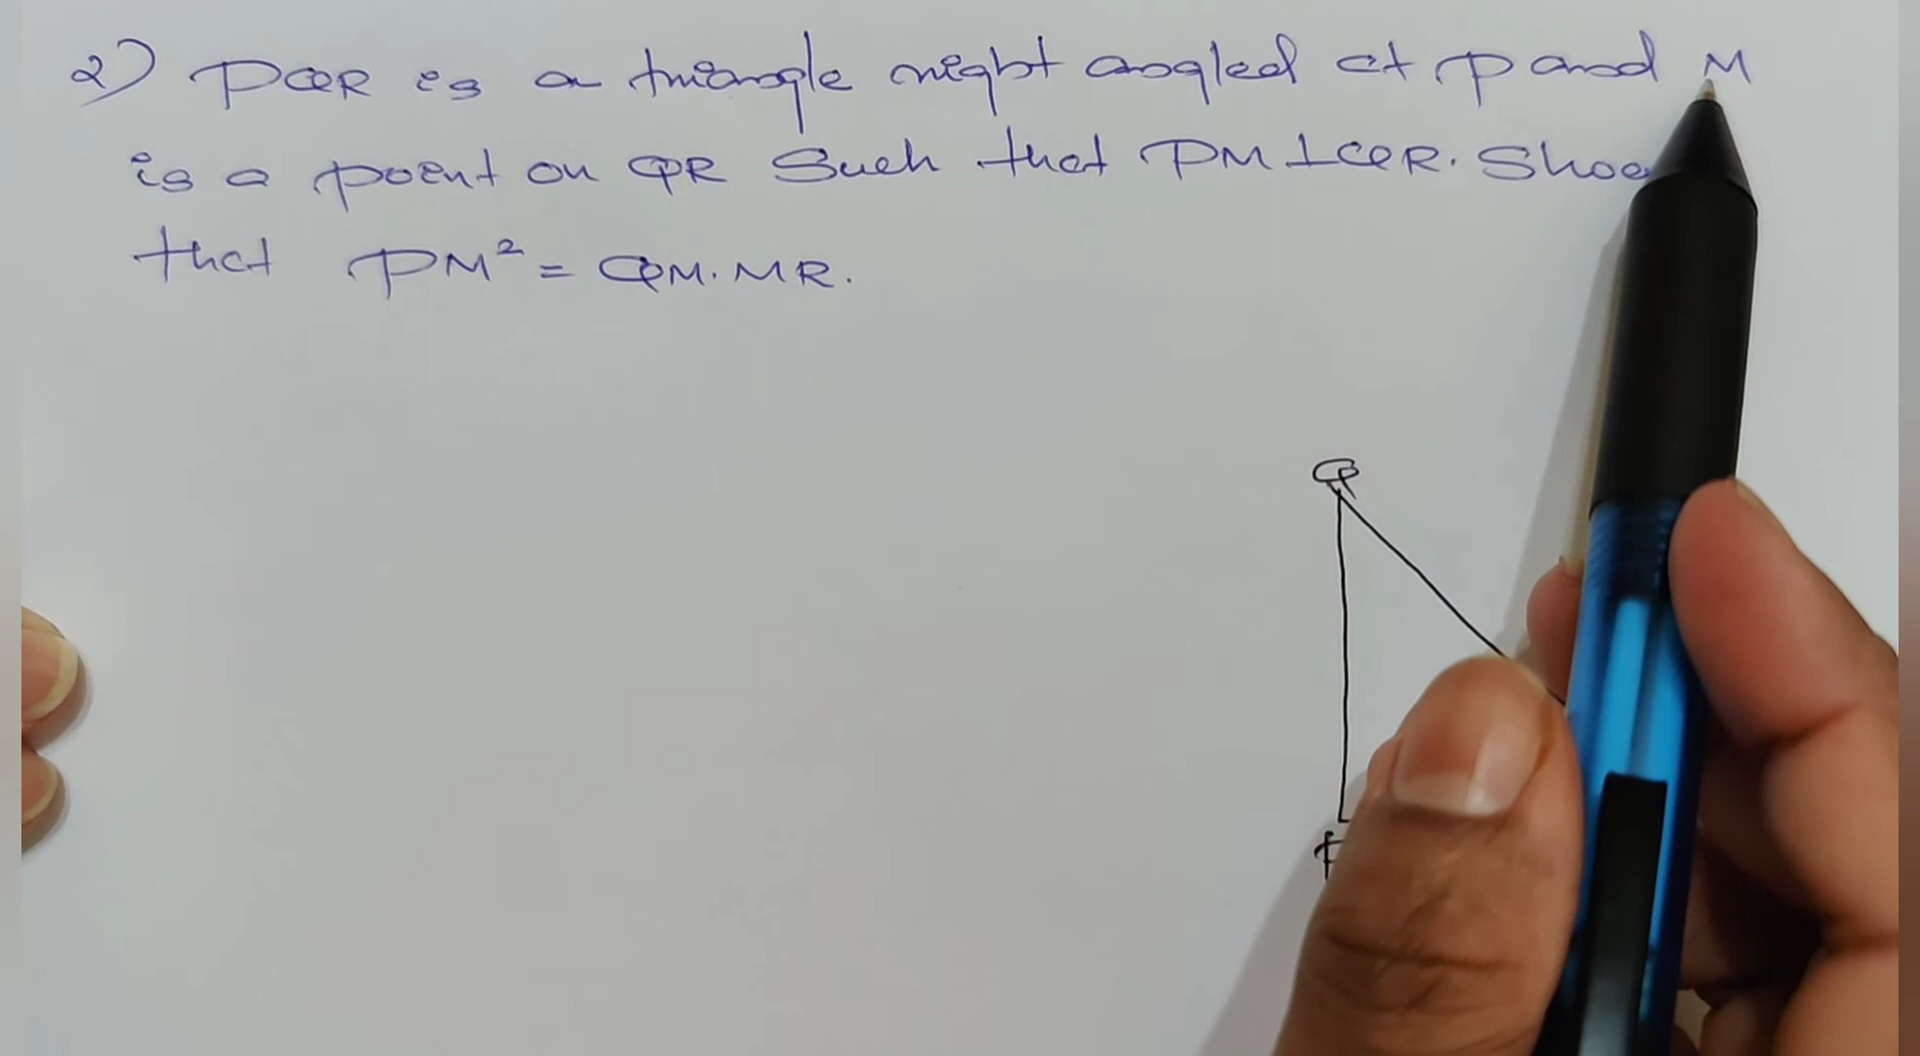 2) PQR is a triangle right angled at P and M
is a point on QR such that PM⊥QR.
that PM² = QM.MR.
Q